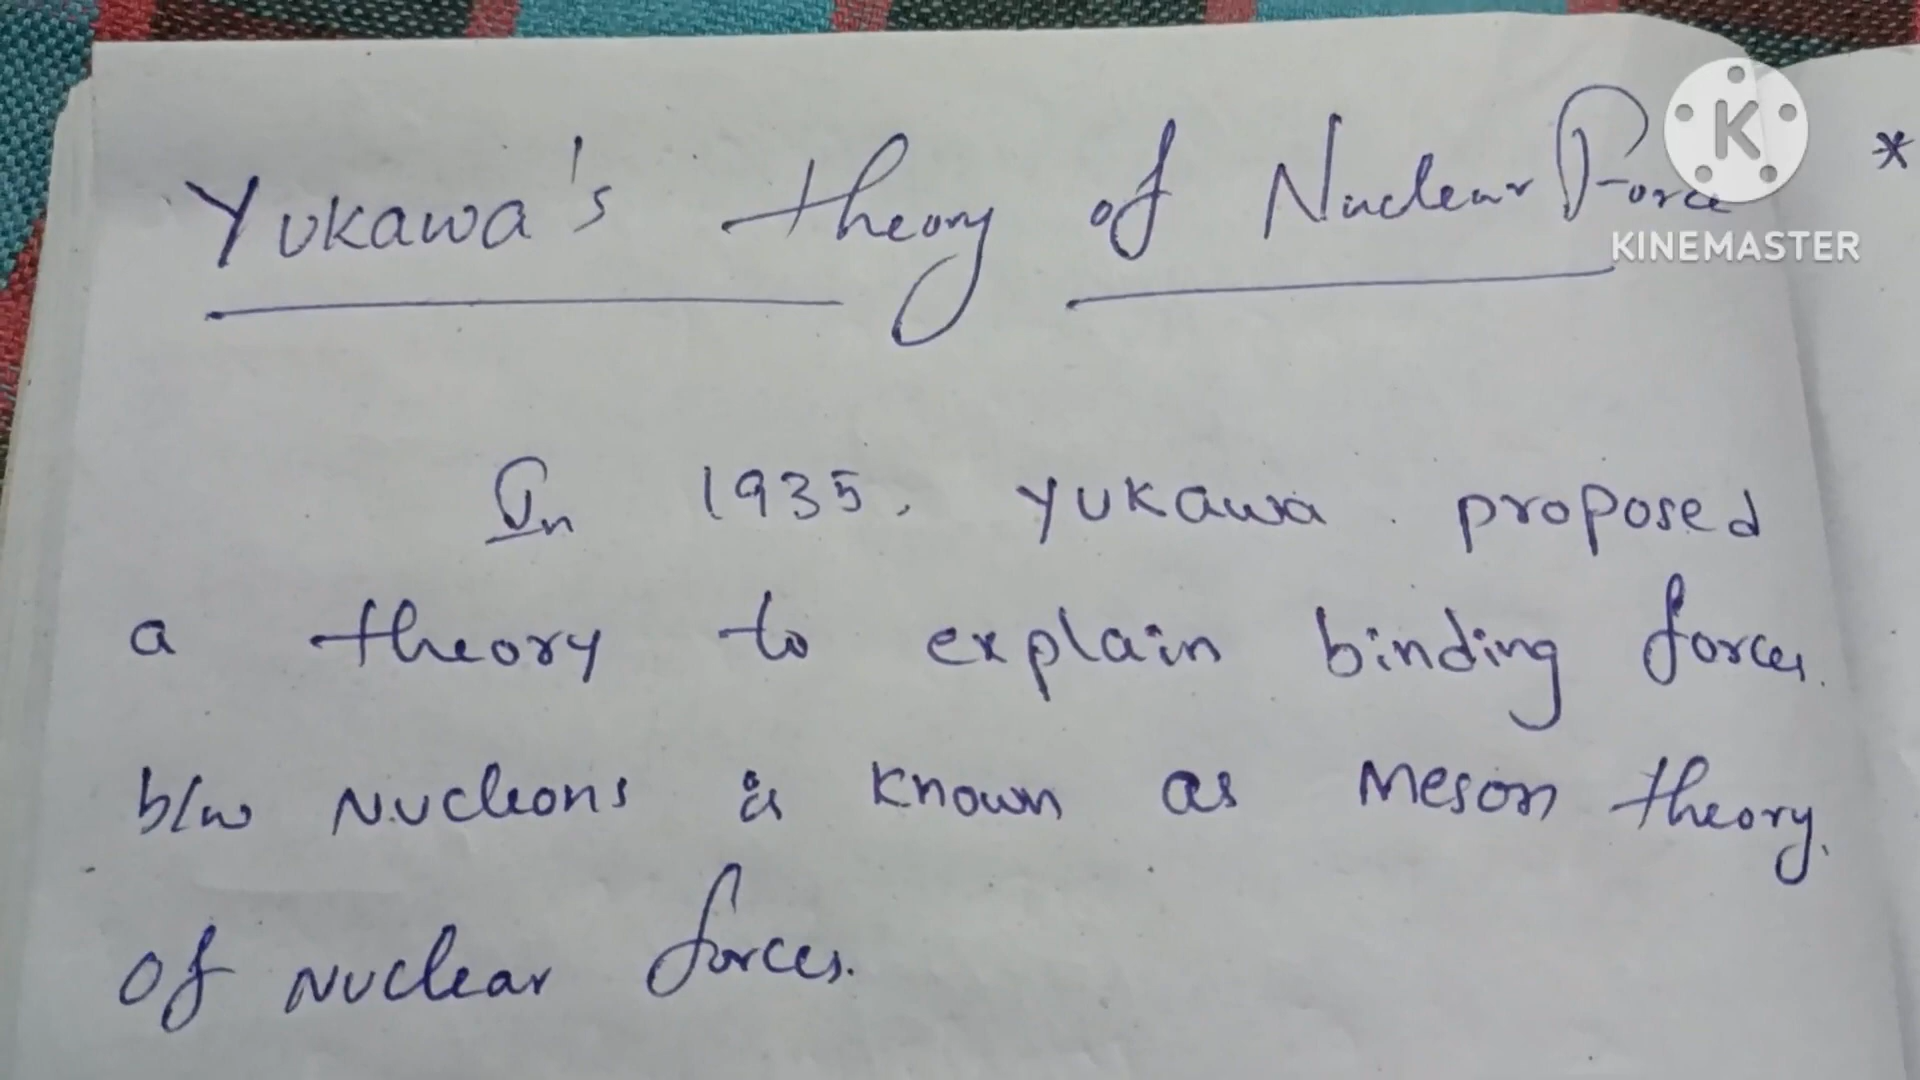 Yukawa's theory of Nuclear Force *
K
KINEMASTER
In 1935, Yukawa proposed
a theory to explain binding forces
b/w Nucleons is known as Meson theory
of nuclear forces.